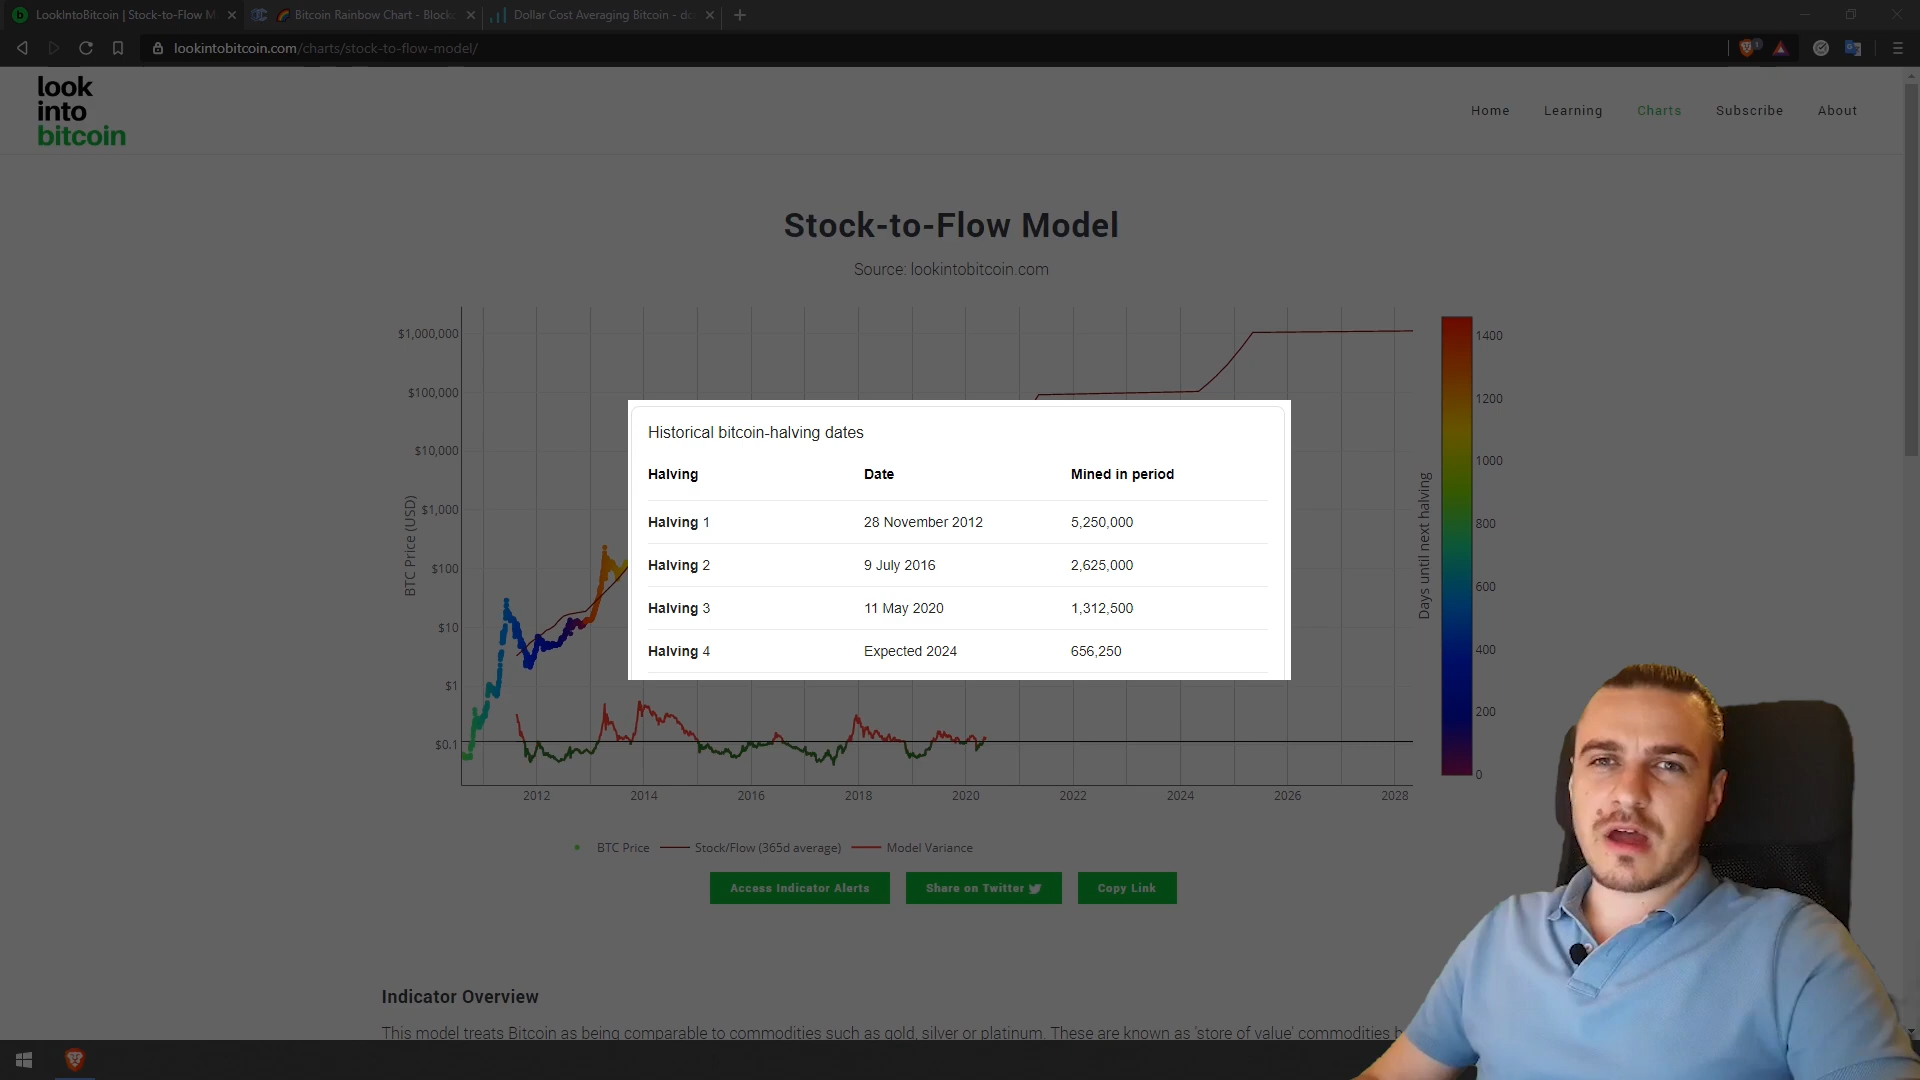 LookIntoBitcoin | Stock-to-Flow M
Bitcoin Rainbow Chart - Blockc
Dollar Cost Averaging Bitcoin - do
lookintobitcoin.com/charts/stock-to-flow-model/
look
into
bitcoin
Home Learning Charts Subscribe About
Stock-to-Flow Model
Source: lookintobitcoin.com
$1,000,000
$100,000
$10,000
$1,000
$100
$10
$1
$0.1
BTC Price (USD)
Historical bitcoin-halving dates
Halving Date Mined in period
Halving 1 28 November 2012 5,250,000
Halving 2 9 July 2016 2,625,000
Halving 3 11 May 2020 1,312,500
Halving 4 Expected 2024 656,250
1400
1200
1000
800
600
400
200
0
Days until next halving
2012 2014 2016 2018 2020 2022 2024 2026 2028
BTC Price Stock/Flow (365d average) Model Variance
Access Indicator Alerts Share on Twitter Copy Link
Indicator Overview
This model treats Bitcoin as being comparable to commodities such as gold, silver or platinum. These are known as 'store of value' commodities b